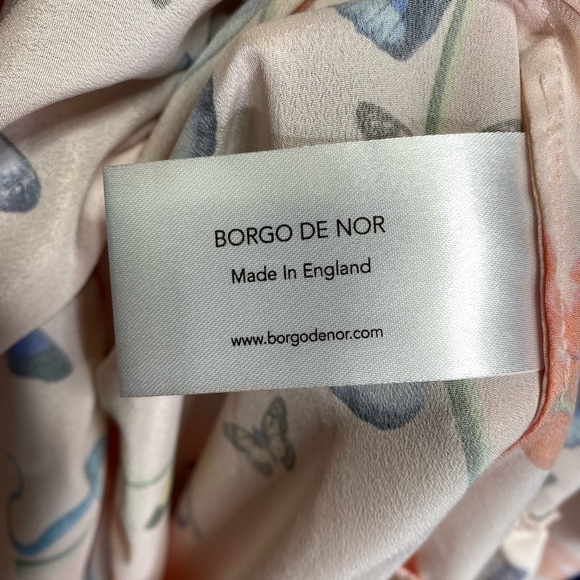 BORGO DE NOR
Made In England
www.borgodenor.com